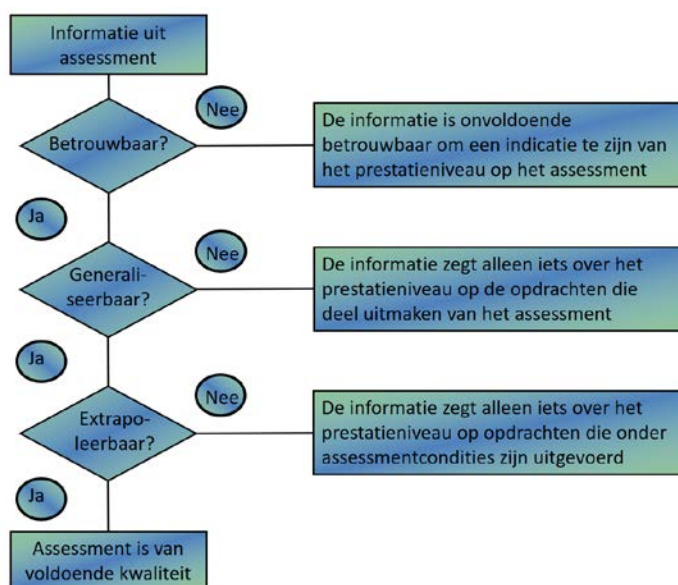 Informatie uit
assessment
Nee
Betrouwbaar?
De informatie is onvoldoende
betrouwbaar om een indicatie te zijn van
het prestatieniveau op het assessment
Ja
Nee
Generali-
seerbaar?
De informatie zegt alleen iets over het
prestatieniveau op de opdrachten die
deel uitmaken van het assessment
Ja
Nee
Extrapo-
leerbaar?
De informatie zegt alleen iets over het
prestatieniveau op opdrachten die onder
assessmentcondities zijn uitgevoerd
Ja
Assessment is van
voldoende kwaliteit